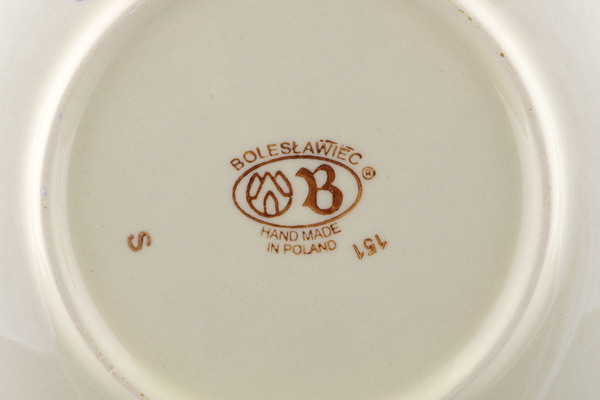 BOLESŁAWIEC ®
B
HAND MADE
IN POLAND
151
S